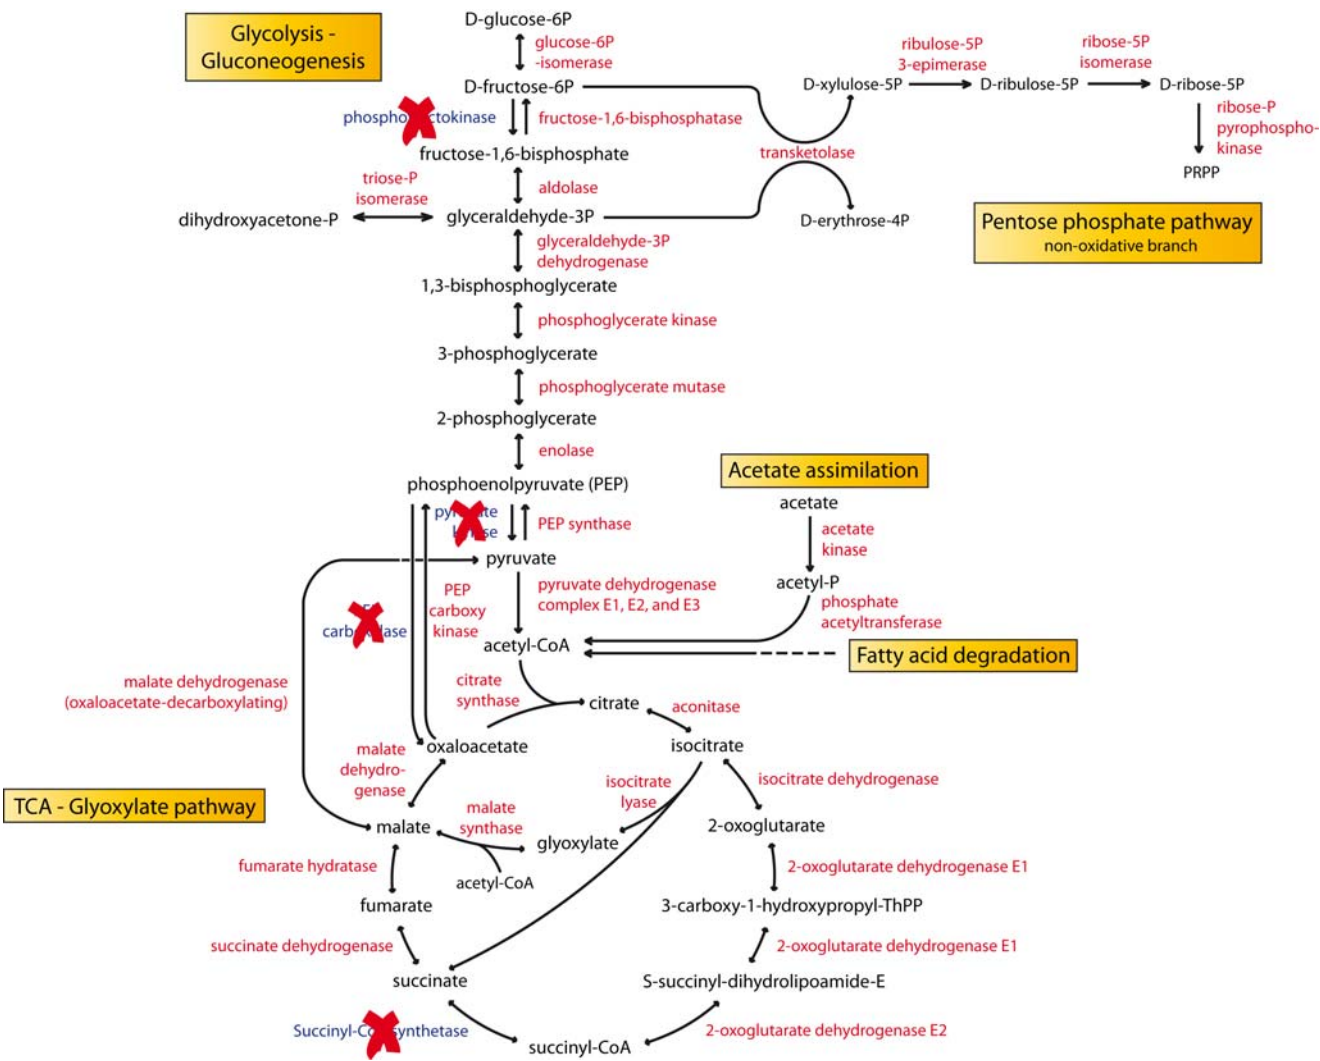 Glycolysis -
Gluconeogenesis
D-glucose-6P
glucose-6P
-isomerase
D-fructose-6P
fructose-1,6-bisphosphatase
fructose-1,6-bisphosphate
triose-P
isomerase
aldolase
dihydroxyacetone-P
glyceraldehyde-3P
transketolase
D-xylulose-5P
ribulose-5P
3-epimerase
D-ribulose-5P
ribose-5P
isomerase
D-ribose-5P
ribose-P
pyrophospho-
kinase
PRPP
D-erythrose-4P
Pentose phosphate pathway
non-oxidative branch
glyceraldehyde-3P
dehydrogenase
1,3-bisphosphoglycerate
phosphoglycerate kinase
3-phosphoglycerate
phosphoglycerate mutase
2-phosphoglycerate
enolase
phosphoenolpyruvate (PEP)
PEP synthase
pyruvate
PEP
carboxy
kinase
pyruvate dehydrogenase
complex E1, E2, and E3
Acetate assimilation
acetate
acetate
kinase
acetyl-P
phosphate
acetyltransferase
acetyl-CoA
Fatty acid degradation
malate dehydrogenase
(oxaloacetate-decarboxylating)
citrate
synthase
citrate
aconitase
oxaloacetate
isocitrate
malate
dehydro-
genase
isocitrate
lyase
isocitrate dehydrogenase
TCA - Glyoxylate pathway
malate
malate
synthase
glyoxylate
2-oxoglutarate
fumarate hydratase
acetyl-CoA
2-oxoglutarate dehydrogenase E1
fumarate
3-carboxy-1-hydroxypropyl-ThPP
succinate dehydrogenase
2-oxoglutarate dehydrogenase E1
succinate
S-succinyl-dihydrolipoamide-E
2-oxoglutarate dehydrogenase E2
succinyl-CoA